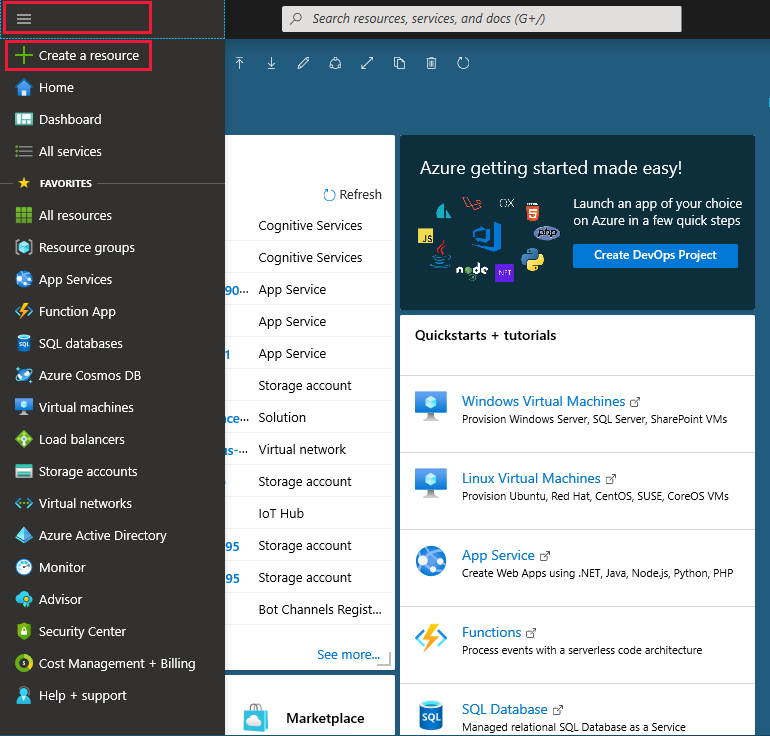 Search resources, services, and docs (G+/)
Create a resource
Home
Dashboard
All services
FAVORITES
All resources
Resource groups
App Services
Function App
SQL databases
Azure Cosmos DB
Virtual machines
Load balancers
Storage accounts
Virtual networks
Azure Active Directory
Monitor
Advisor
Security Center
Cost Management + Billing
Help + support
Refresh
Cognitive Services
Cognitive Services
90... App Service
App Service
1 App Service
Storage account
ce... Solution
us-... Virtual network
Storage account
IoT Hub
95 Storage account
95 Storage account
Bot Channels Regist...
See more...
Marketplace
Azure getting started made easy!
JS
php
node
.NET
Launch an app of your choice
on Azure in a few quick steps
Create DevOps Project
Quickstarts + tutorials
Windows Virtual Machines
Provision Windows Server, SQL Server, SharePoint VMs
Linux Virtual Machines
Provision Ubuntu, Red Hat, CentOS, SUSE, CoreOS VMs
App Service
Create Web Apps using .NET, Java, Node.js, Python, PHP
Functions
Process events with a serverless code architecture
SQL Database
Managed relational SQL Database as a Service